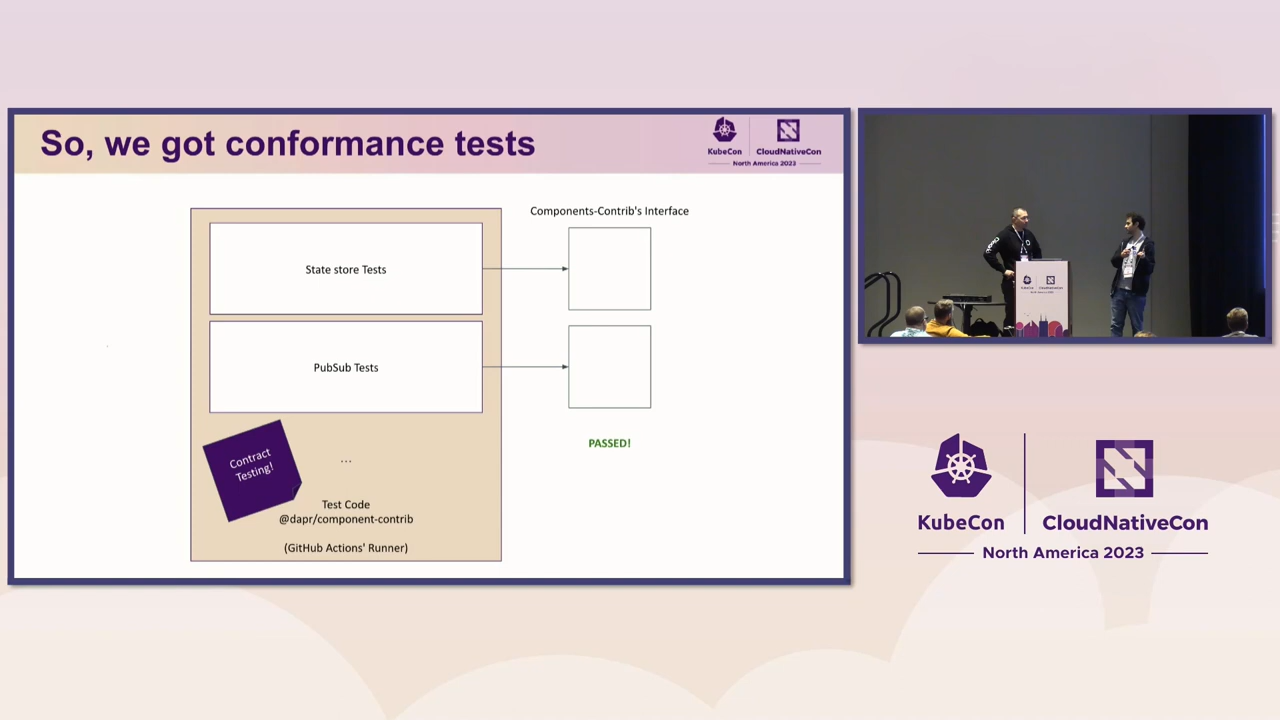 So, we got conformance tests
KubeCon
CloudNativeCon
North America 2023
Components-Contrib's Interface
State store Tests
PubSub Tests
PASSED!
Contract
Testing!
...
Test Code
@dapr/component-contrib
(GitHub Actions' Runner)
KubeCon
CloudNativeCon
North America 2023